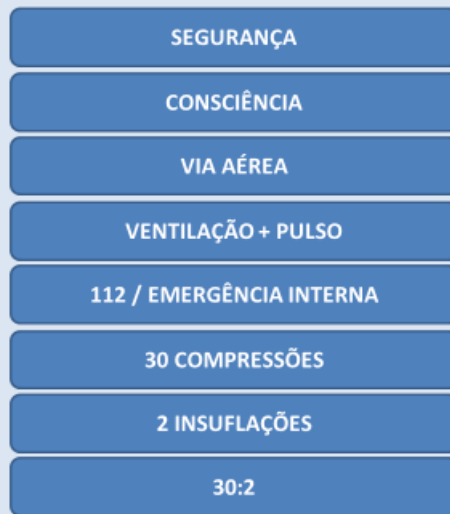 SEGURANÇA
CONSCIÊNCIA
VIA AÉREA
VENTILAÇÃO + PULSO
112 / EMERGÊNCIA INTERNA
30 COMPRESSÕES
2 INSUFLAÇÕES
30:2